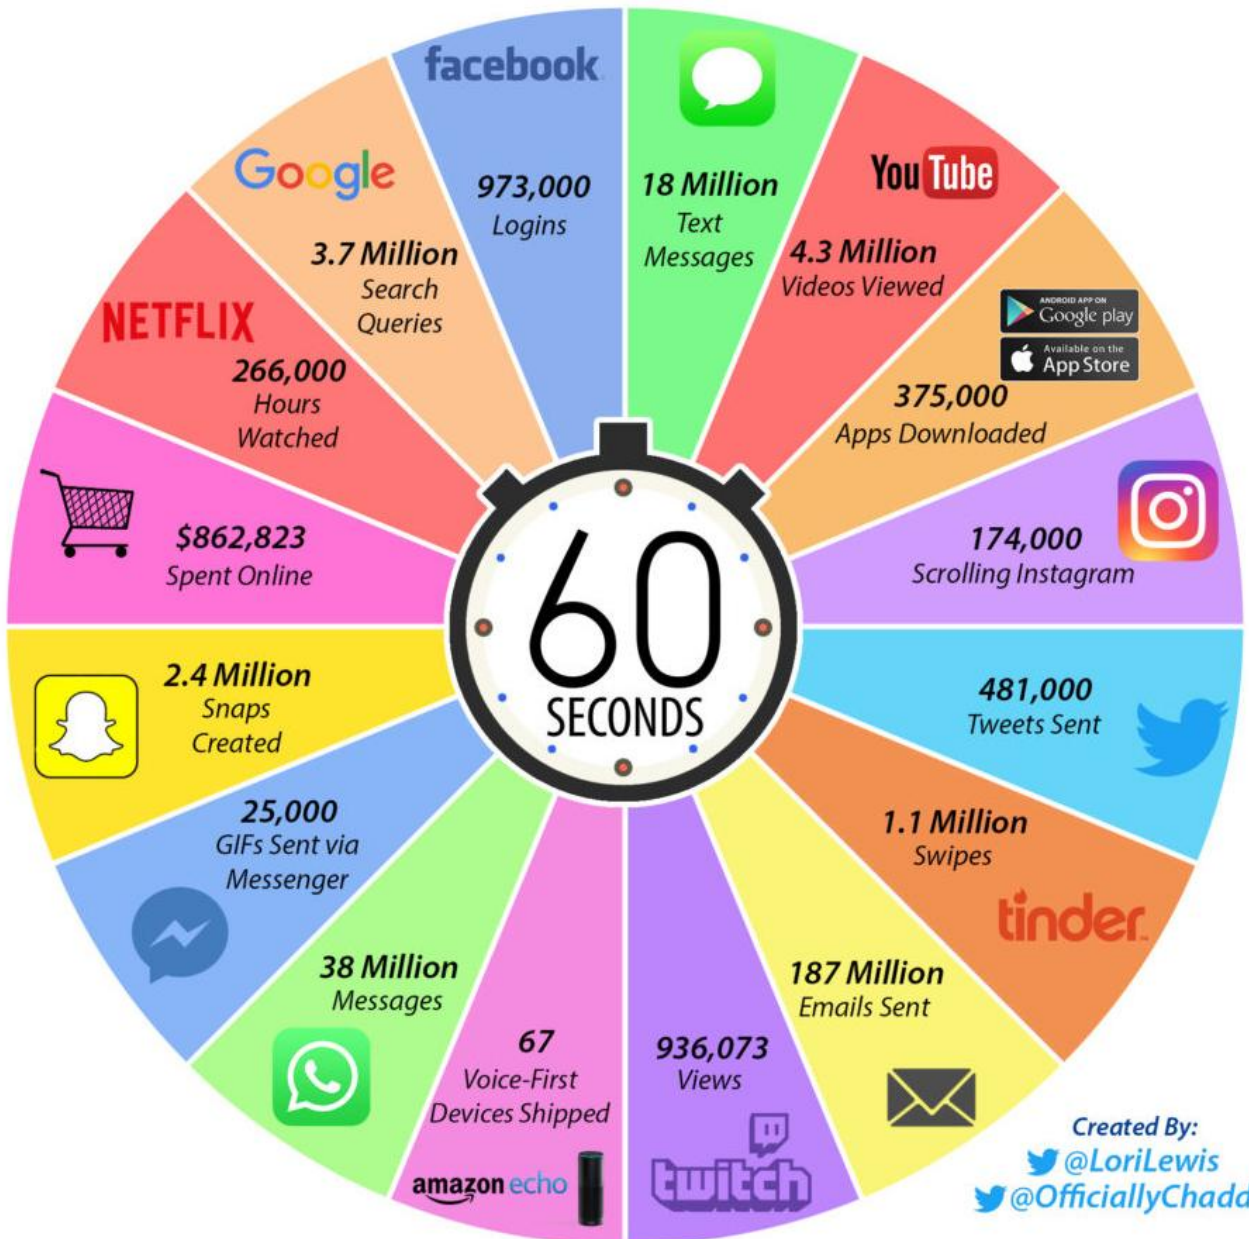 facebook
973,000
Logins
18 Million
Text
Messages
YouTube
4.3 Million
Videos Viewed
ANDROID APP ON
Google play
Available on the
App Store
375,000
Apps Downloaded
174,000
Scrolling Instagram
481,000
Tweets Sent
1.1 Million
Swipes
tinder
187 Million
Emails Sent
936,073
Views
twitch
67
Voice-First
Devices Shipped
amazon echo
38 Million
Messages
25,000
GIFs Sent via
Messenger
2.4 Million
Snaps
Created
$862,823
Spent Online
NETFLIX
266,000
Hours
Watched
Google
3.7 Million
Search
Queries
60
SECONDS
Created By:
@LoriLewis
@OfficiallyChadd